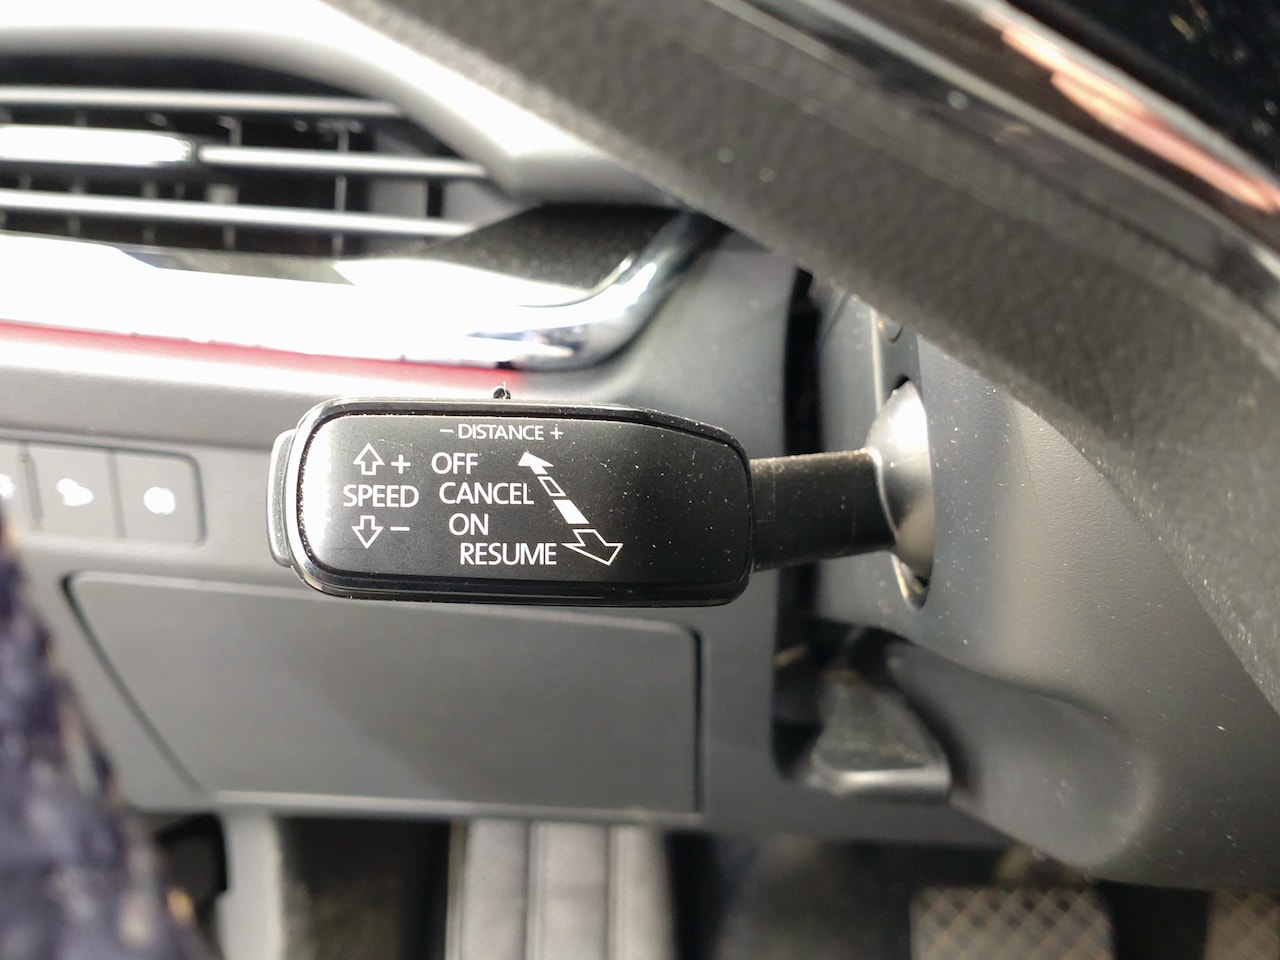 – DISTANCE +
+ OFF
SPEED CANCEL
– ON
RESUME